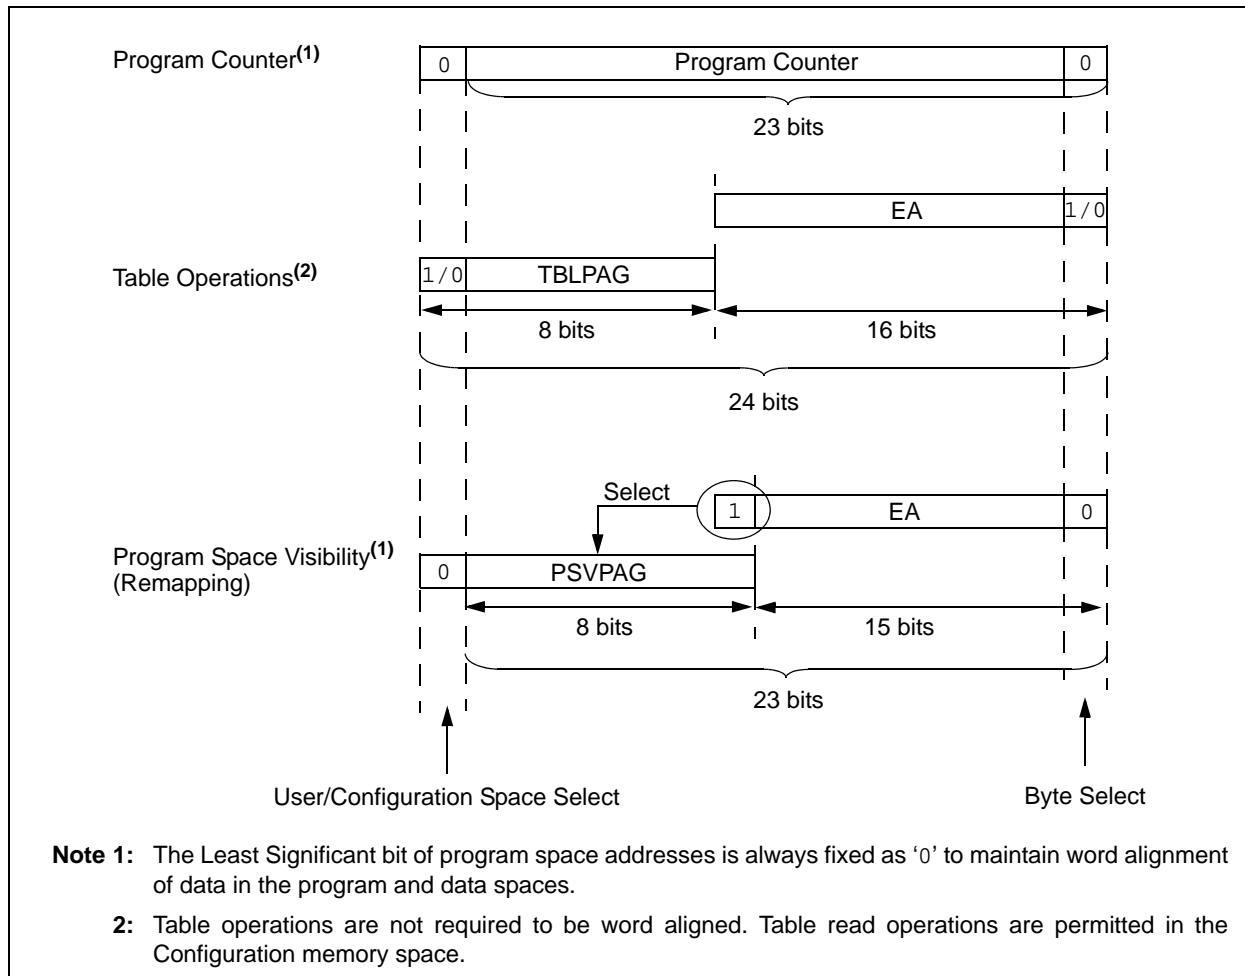 Program Counter(1)
0
Program Counter
0
23 bits
EA
1/0
Table Operations(2)
1/0
TBLPAG
8 bits
16 bits
24 bits
Select
1
EA
0
Program Space Visibility(1)
(Remapping)
0
PSVPAG
8 bits
15 bits
23 bits
User/Configuration Space Select
Byte Select
Note 1: The Least Significant bit of program space addresses is always fixed as ‘0’ to maintain word alignment
of data in the program and data spaces.
2: Table operations are not required to be word aligned. Table read operations are permitted in the
Configuration memory space.